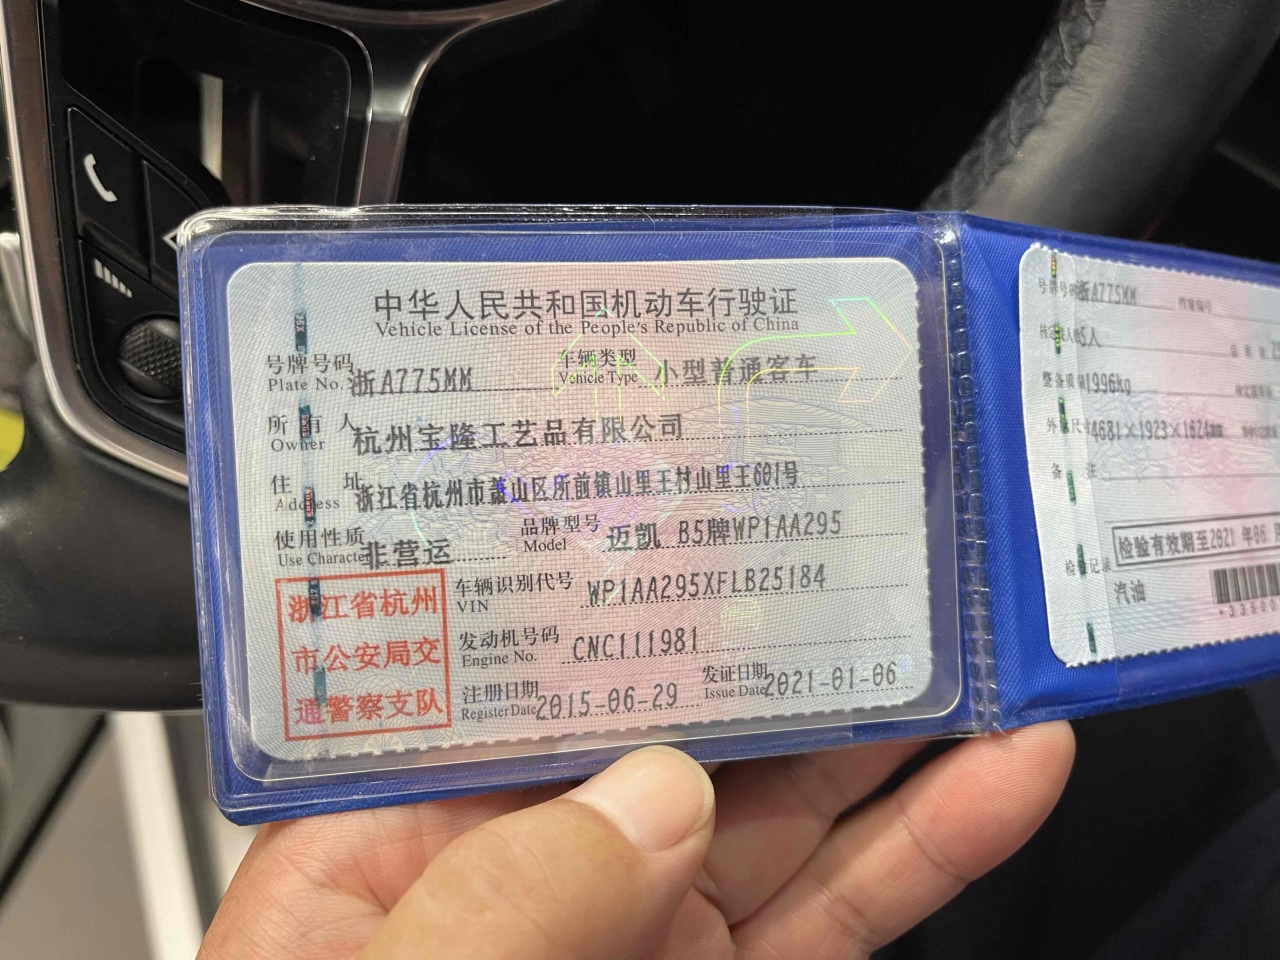 中华人民共和国机动车行驶证
Vehicle License of the People's Republic of China
号牌号码 浙A775MM 车辆类型 小型普通客车
Plate No. Vehicle Type
所有人 杭州宝隆工艺品有限公司
Owner
住址 浙江省杭州市萧山区所前镇山里王村山里王601号
Address
使用性质 非营运 品牌型号 迈凯 B5牌WP1AA295
Use Character Model
浙江省杭州
市公安局交
通警察支队
车辆识别代号 WP1AA295XFLB25184
VIN
发动机号码 CNC111981
Engine No.
注册日期 2015-06-29 发证日期 2021-01-06
Register Date Issue Date
号牌号码 浙A775MM 档案编号
核定载人数 5人
整备质量 1996kg
外廓尺寸 4681×1923×1624mm
备注
检验有效期至2021 年06 月
检验记录
汽油